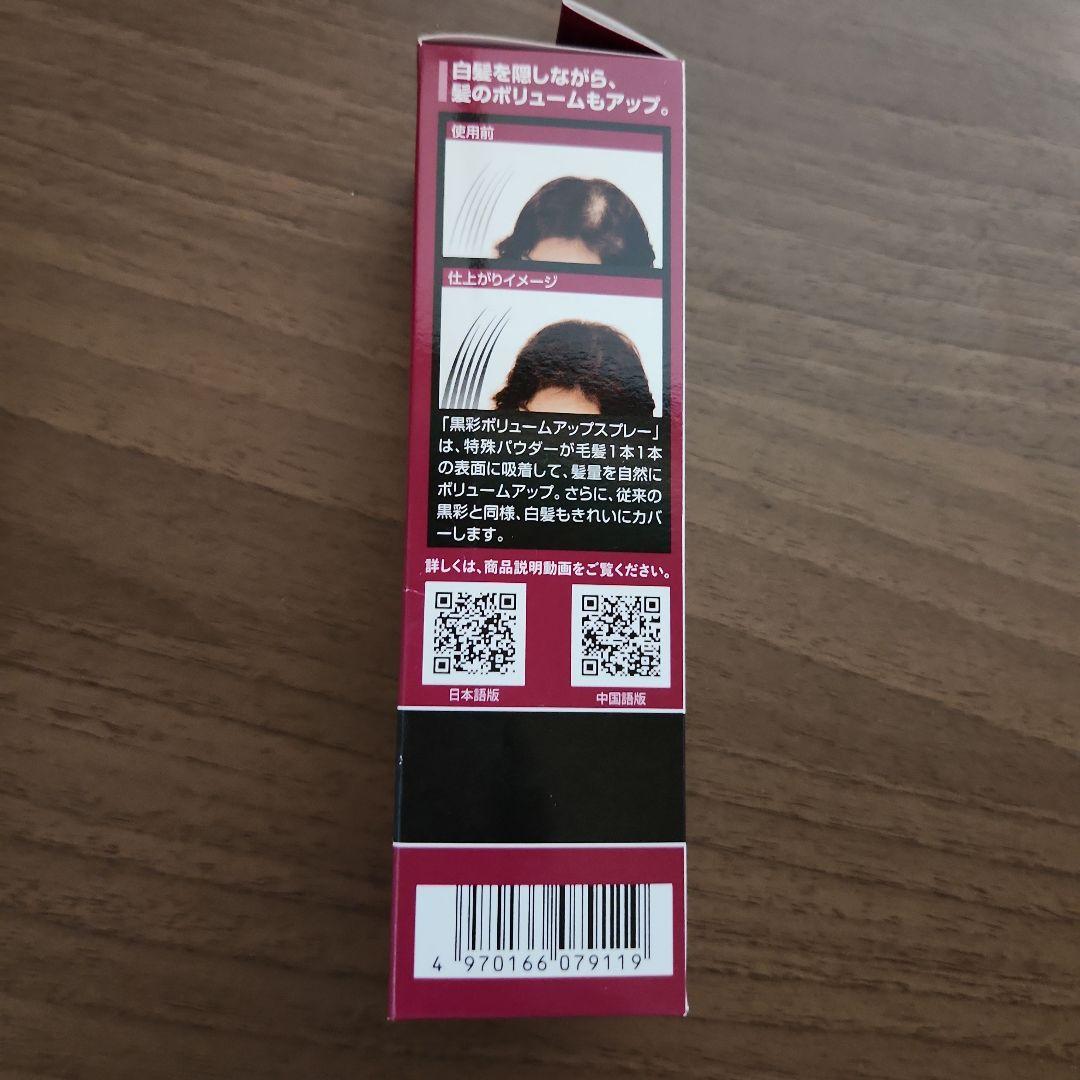 白髪を隠しながら、
髪のボリュームもアップ。
使用前
仕上がりイメージ
「黒彩ボリュームアップスプレー」
は、特殊パウダーが毛髪1本1本
の表面に吸着して、髪量を自然に
ボリュームアップ。さらに、従来の
黒彩と同様、白髪もきれいにカバ
ーします。
詳しくは、商品説明動画をご覧ください。
日本語版
中国語版
4 970166 079119